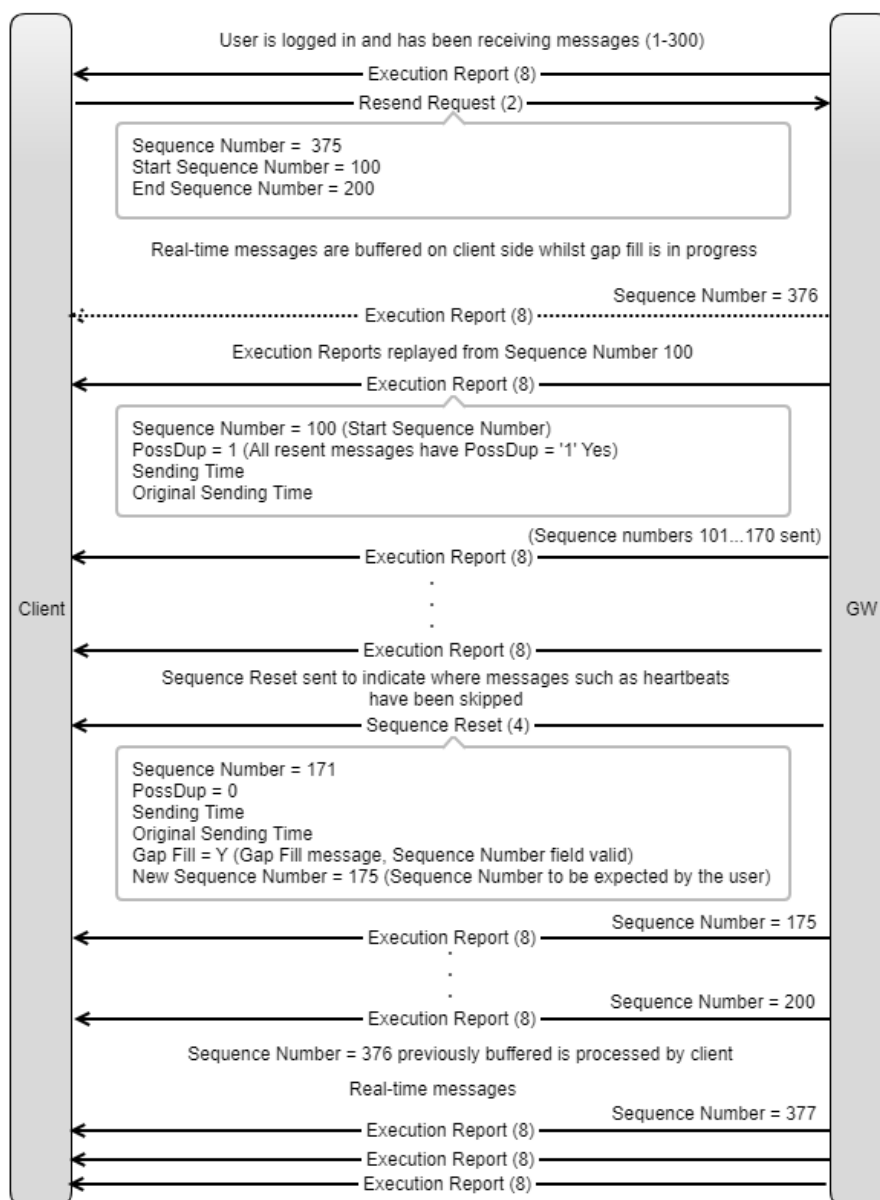 User is logged in and has been receiving messages (1-300)
Execution Report (8)
Resend Request (2)
Sequence Number =  375
Start Sequence Number = 100
End Sequence Number = 200
Real-time messages are buffered on client side whilst gap fill is in progress
Sequence Number = 376
Execution Report (8)
Execution Reports replayed from Sequence Number 100
Execution Report (8)
Sequence Number = 100 (Start Sequence Number)
PossDup = 1 (All resent messages have PossDup = '1' Yes)
Sending Time
Original Sending Time
(Sequence numbers 101...170 sent)
Execution Report (8)
Client
GW
Execution Report (8)
Sequence Reset sent to indicate where messages such as heartbeats
have been skipped
Sequence Reset (4)
Sequence Number = 171
PossDup = 0
Sending Time
Original Sending Time
Gap Fill = Y (Gap Fill message, Sequence Number field valid)
New Sequence Number = 175 (Sequence Number to be expected by the user)
Sequence Number = 175
Execution Report (8)
Sequence Number = 200
Execution Report (8)
Sequence Number = 376 previously buffered is processed by client
Real-time messages
Sequence Number = 377
Execution Report (8)
Execution Report (8)
Execution Report (8)